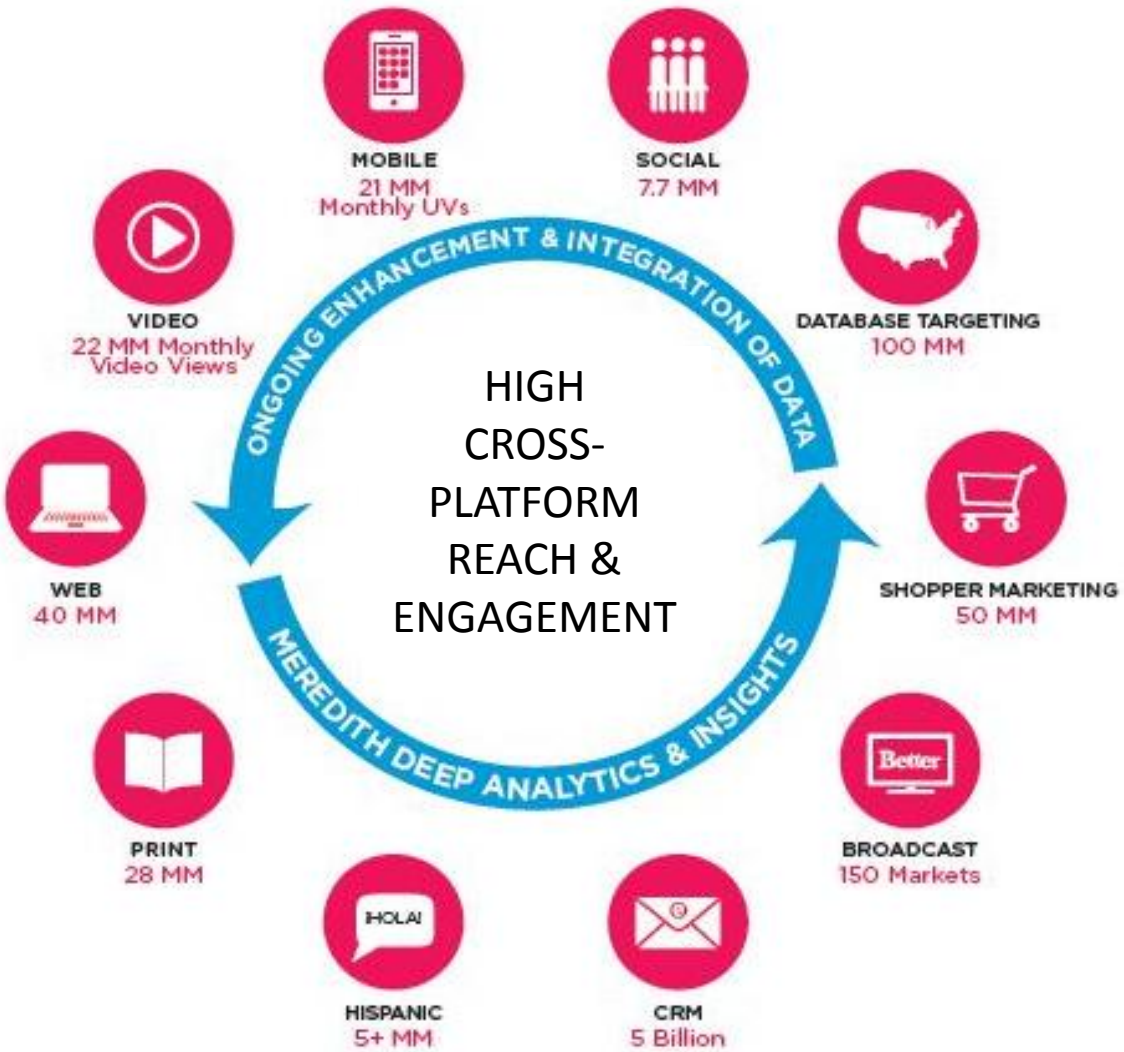 MOBILE
21 MM
Monthly UVs
SOCIAL
7.7 MM
DATABASE TARGETING
100 MM
SHOPPER MARKETING
50 MM
Better
BROADCAST
150 Markets
CRM
5 Billion
¡HOLA!
HISPANIC
5+ MM
PRINT
28 MM
WEB
40 MM
VIDEO
22 MM Monthly
Video Views
ONGOING ENHANCEMENT & INTEGRATION OF DATA
MEREDITH DEEP ANALYTICS & INSIGHTS
HIGH
CROSS-
PLATFORM
REACH &
ENGAGEMENT